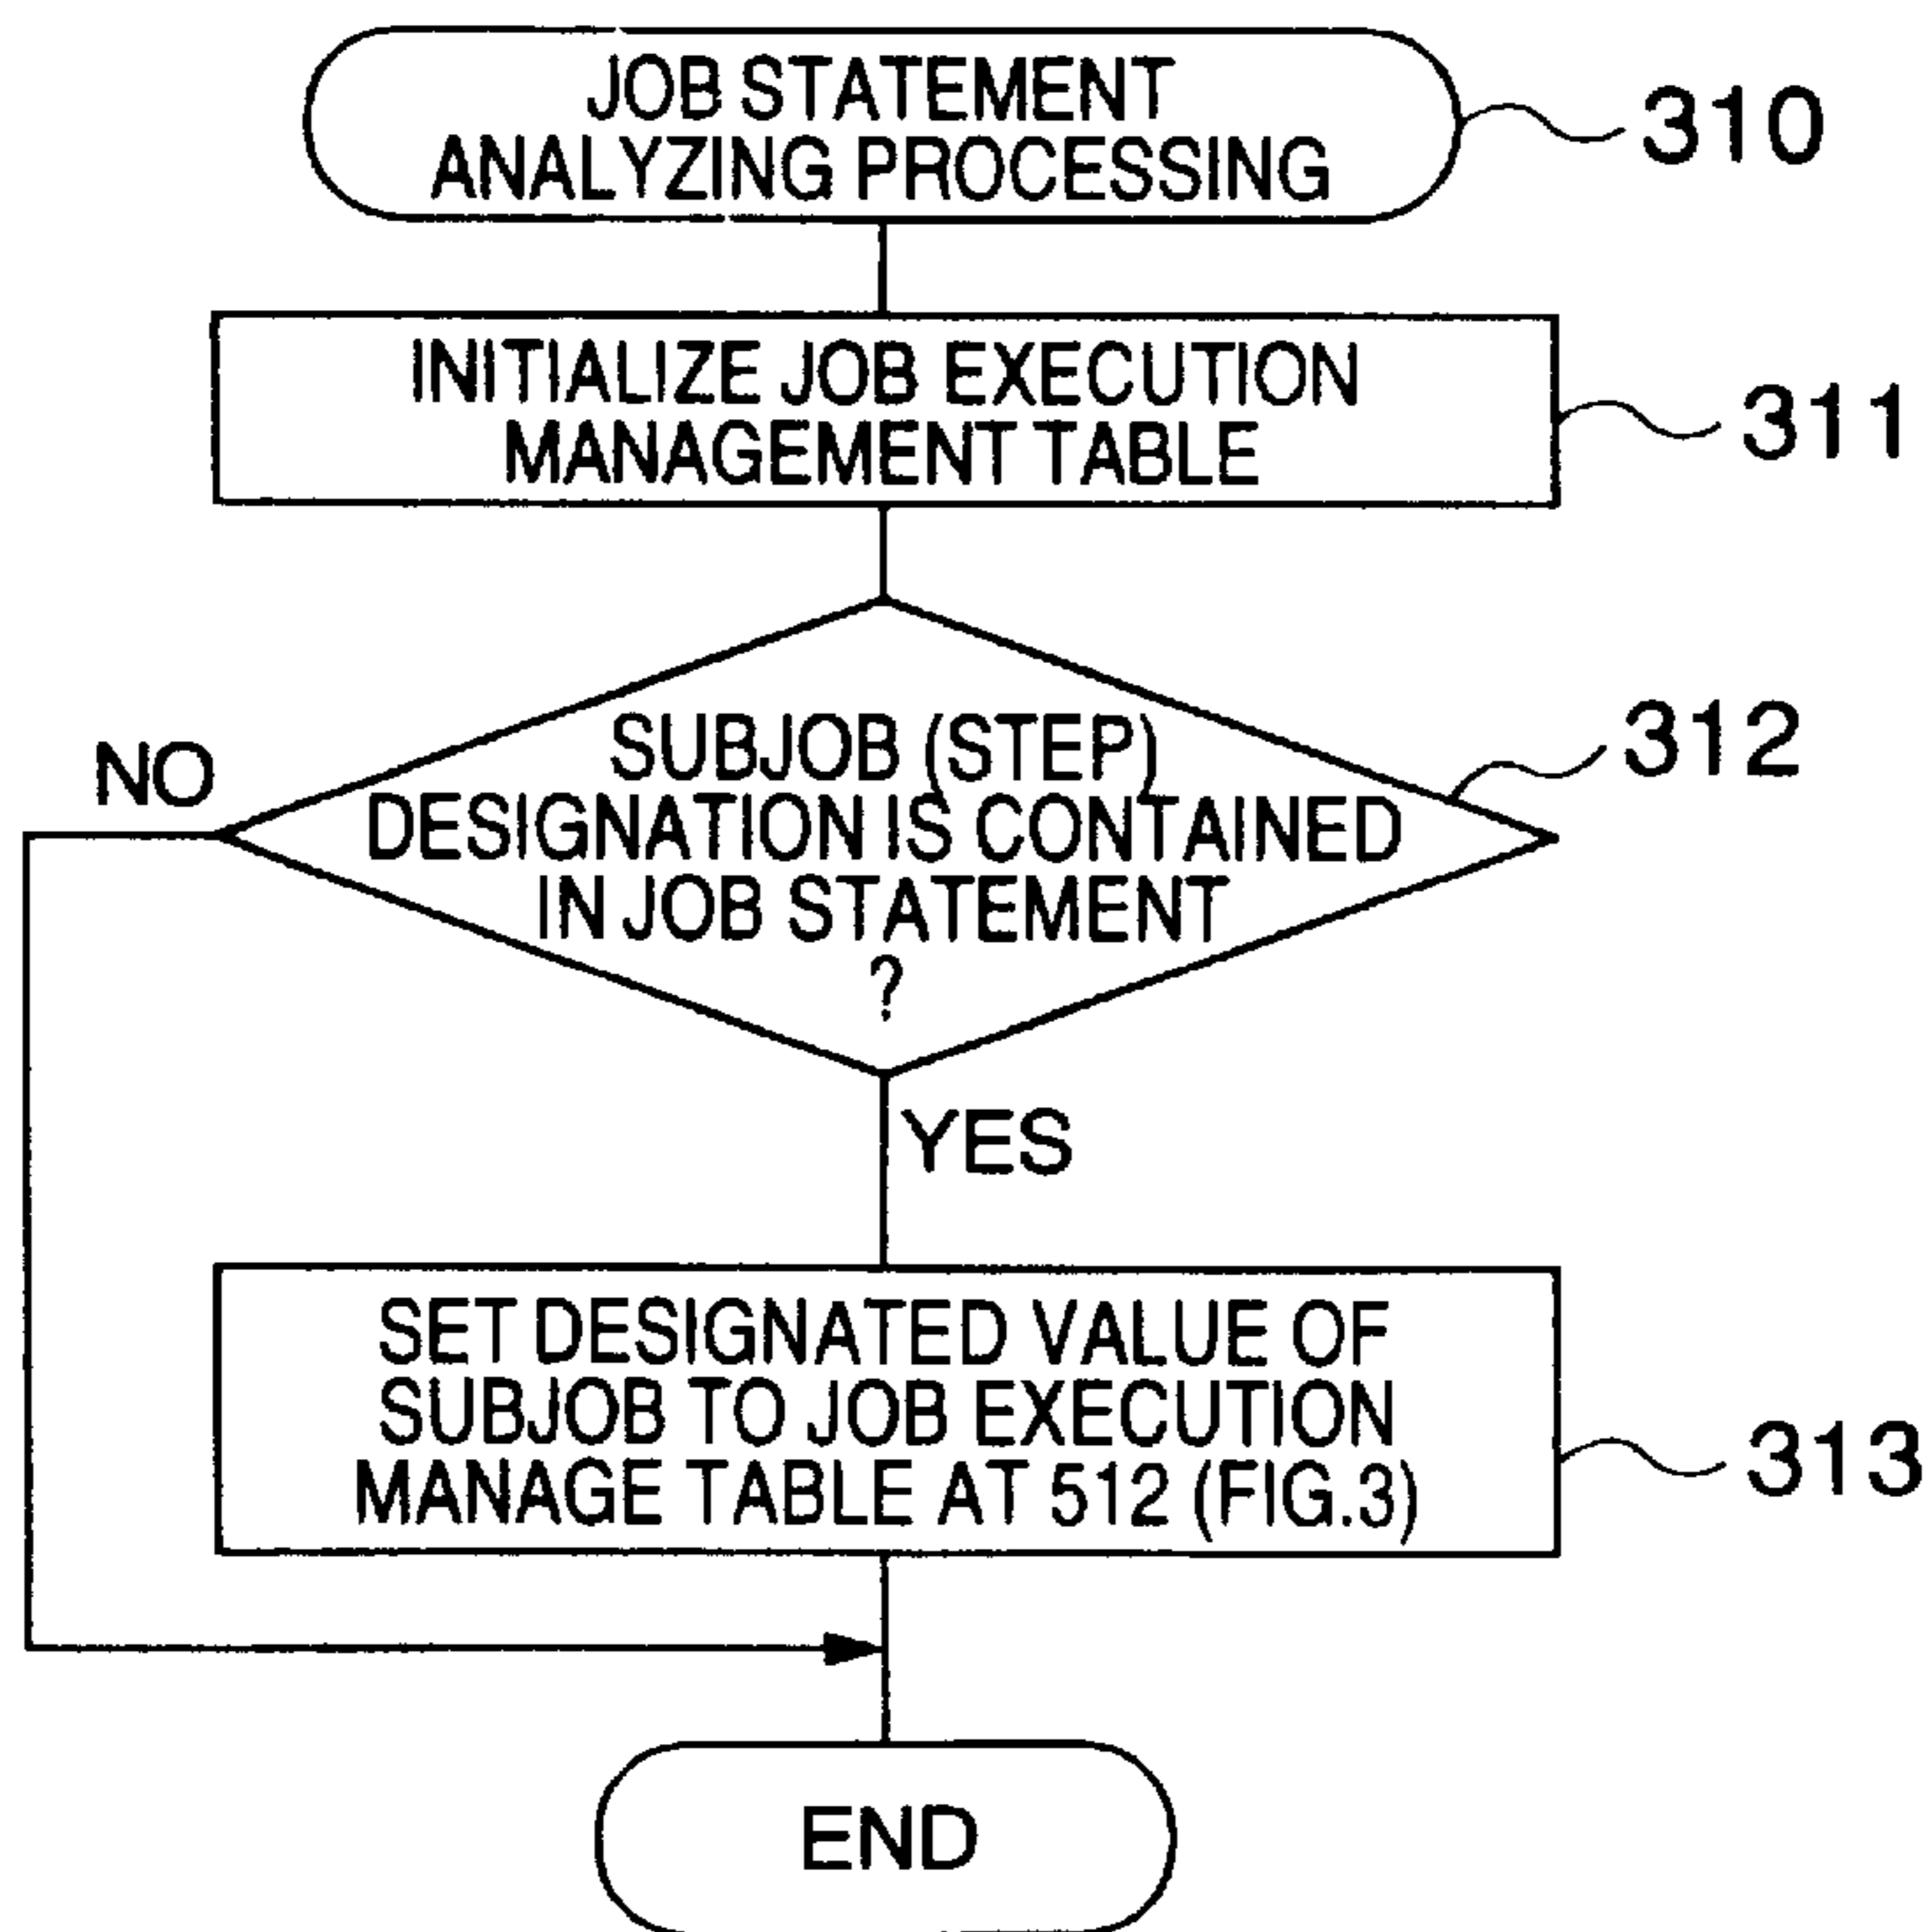 JOB STATEMENT
ANALYZING PROCESSING
310
INITIALIZE JOB EXECUTION
MANAGEMENT TABLE
311
SUBJOB (STEP)
DESIGNATION IS CONTAINED
IN JOB STATEMENT
?
312
NO
YES
SET DESIGNATED VALUE OF
SUBJOB TO JOB EXECUTION
MANAGE TABLE AT 512 (FIG.3)
313
END